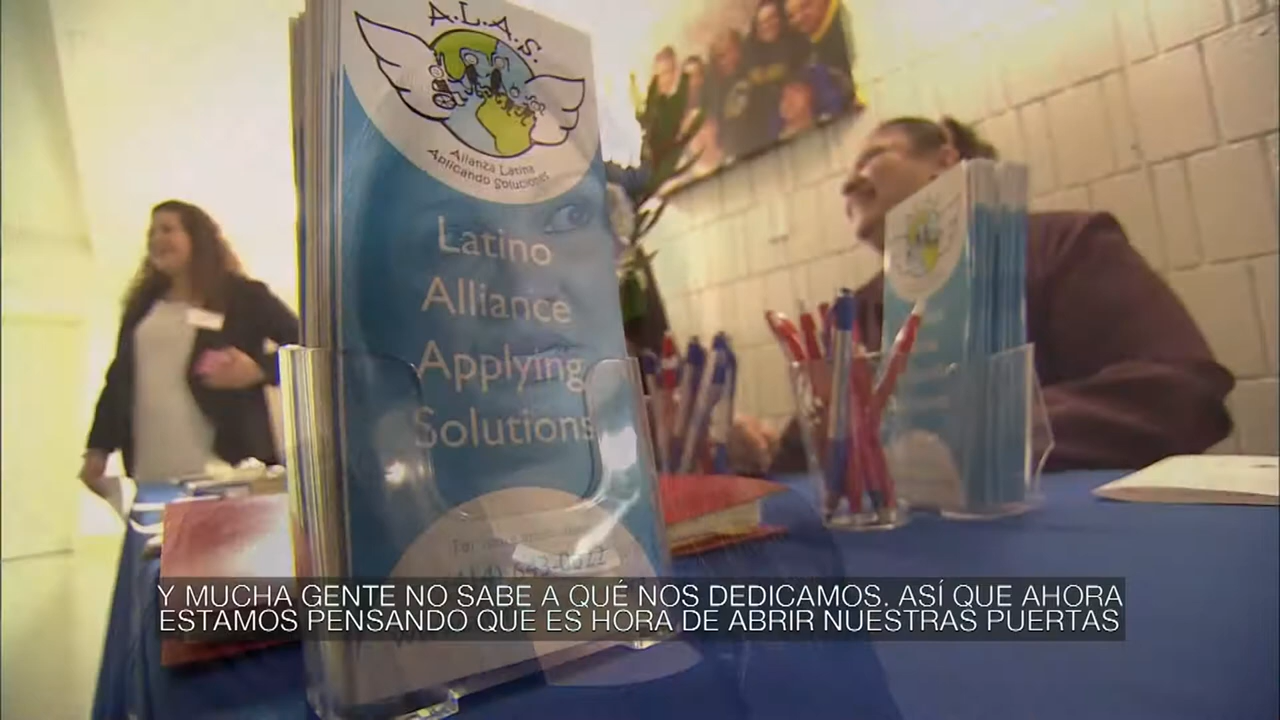 A.L.A.S.
Alianza Latina
Aplicando Soluciones
Latino
Alliance
Applying
Solutions
Y MUCHA GENTE NO SABE A QUÉ NOS DEDICAMOS. ASÍ QUE AHORA
ESTAMOS PENSANDO QUE ES HORA DE ABRIR NUESTRAS PUERTAS